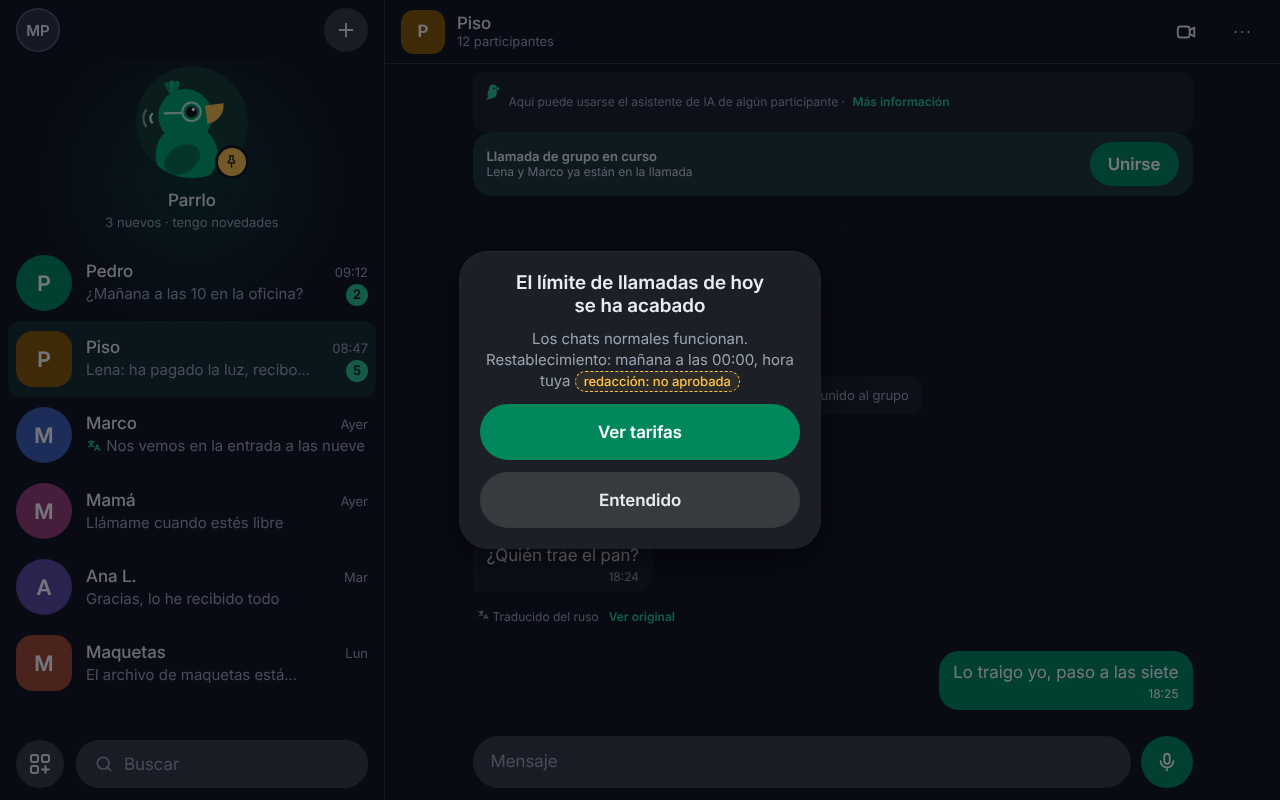 MP
Parrlo
3 nuevos · tengo novedades
P
Pedro
09:12
¿Mañana a las 10 en la oficina?
2
P
Piso
08:47
Lena: ha pagado la luz, recibo...
5
M
Marco
Ayer
Nos vemos en la entrada a las nueve
M
Mamá
Ayer
Llámame cuando estés libre
A
Ana L.
Mar
Gracias, lo he recibido todo
M
Maquetas
Lun
El archivo de maquetas está...
Buscar
P
Piso
12 participantes
Aquí puede usarse el asistente de IA de algún participante · Más información
Llamada de grupo en curso
Lena y Marco ya están en la llamada
Unirse
El límite de llamadas de hoy
se ha acabado
Los chats normales funcionan.
Restablecimiento: mañana a las 00:00, hora
tuya redacción: no aprobada
Ver tarifas
Entendido
unido al grupo
¿Quién trae el pan?
18:24
Traducido del ruso Ver original
Lo traigo yo, paso a las siete
18:25
Mensaje